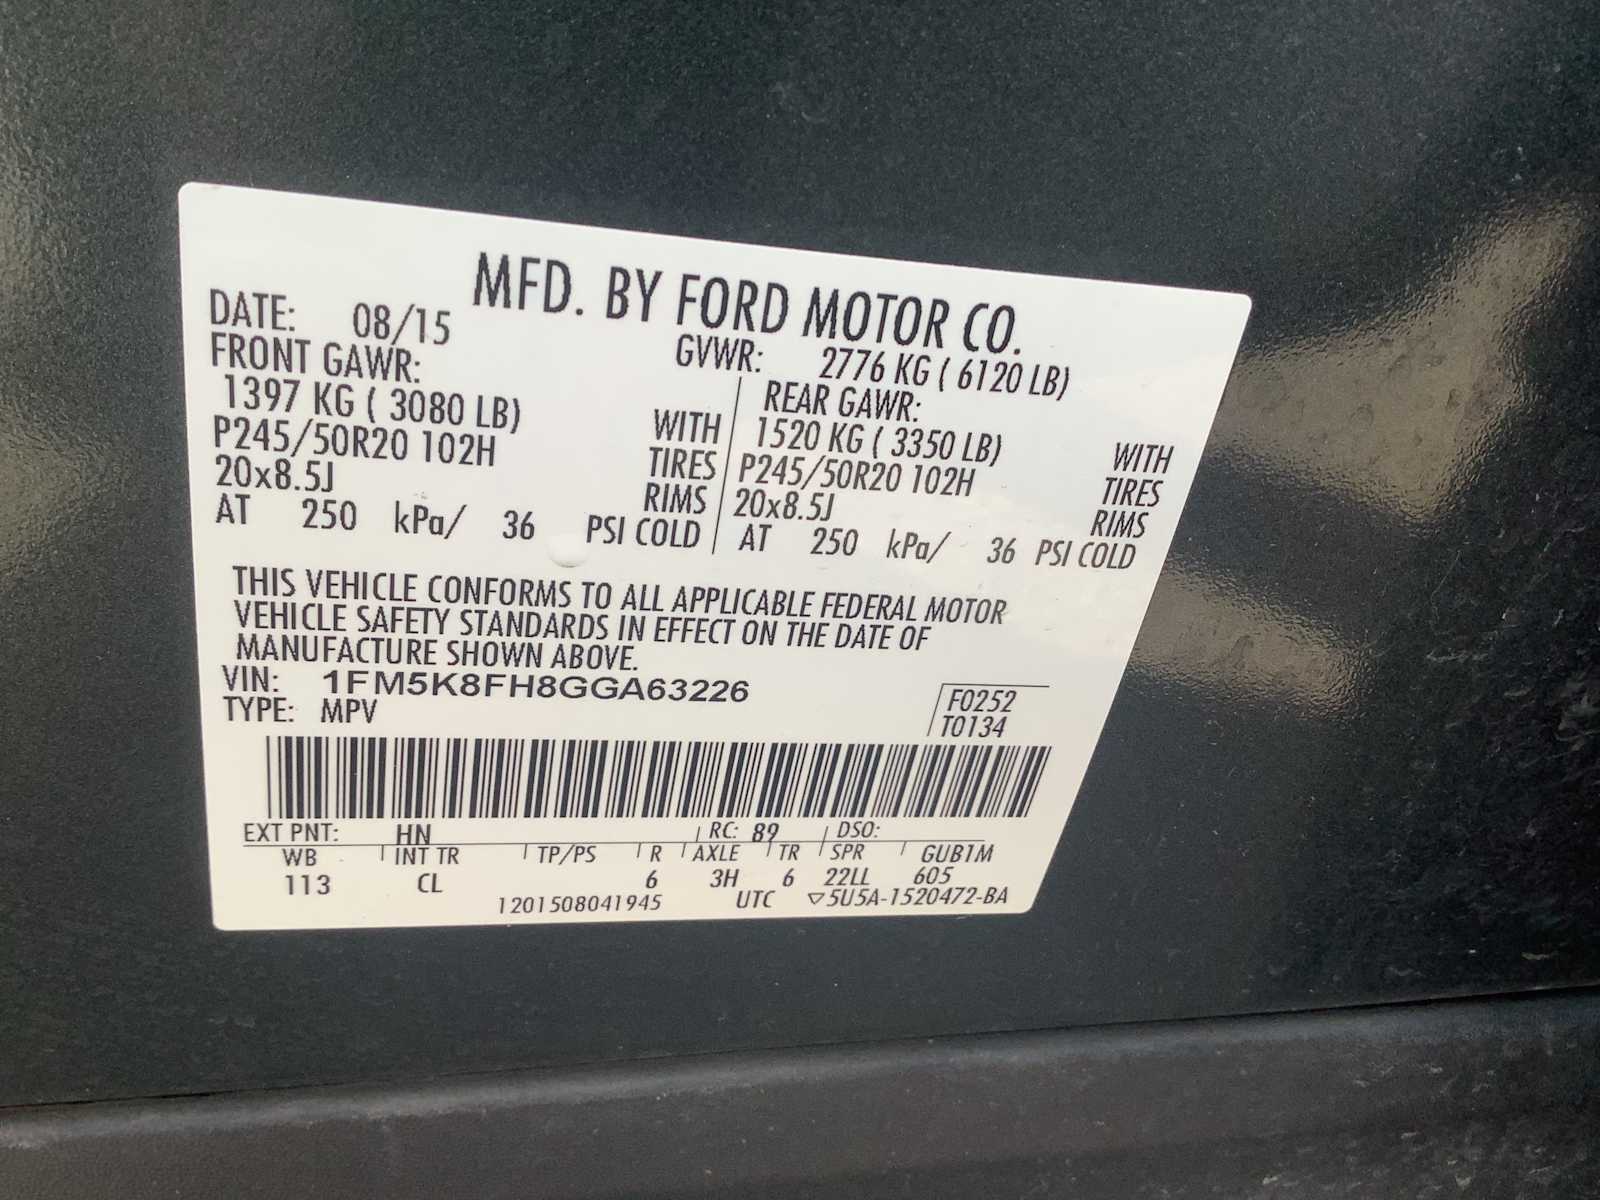 MFD. BY FORD MOTOR CO.
DATE: 08/15 GVWR: 2776 KG ( 6120 LB)
FRONT GAWR: REAR GAWR:
1397 KG ( 3080 LB) WITH 1520 KG ( 3350 LB) WITH
P245/50R20 102H TIRES P245/50R20 102H TIRES
20x8.5J RIMS 20x8.5J RIMS
AT 250 kPa/ 36 PSI COLD AT 250 kPa/ 36 PSI COLD
THIS VEHICLE CONFORMS TO ALL APPLICABLE FEDERAL MOTOR
VEHICLE SAFETY STANDARDS IN EFFECT ON THE DATE OF
MANUFACTURE SHOWN ABOVE.
VIN: 1FM5K8FH8GGA63226 F0252
TYPE: MPV T0134
EXT PNT: HN RC: 89 DSO:
WB INT TR TP/PS R AXLE TR SPR GUB1M
113 CL 6 3H 6 22LL 605
1201508041945 UTC ▽5U5A-1520472-BA